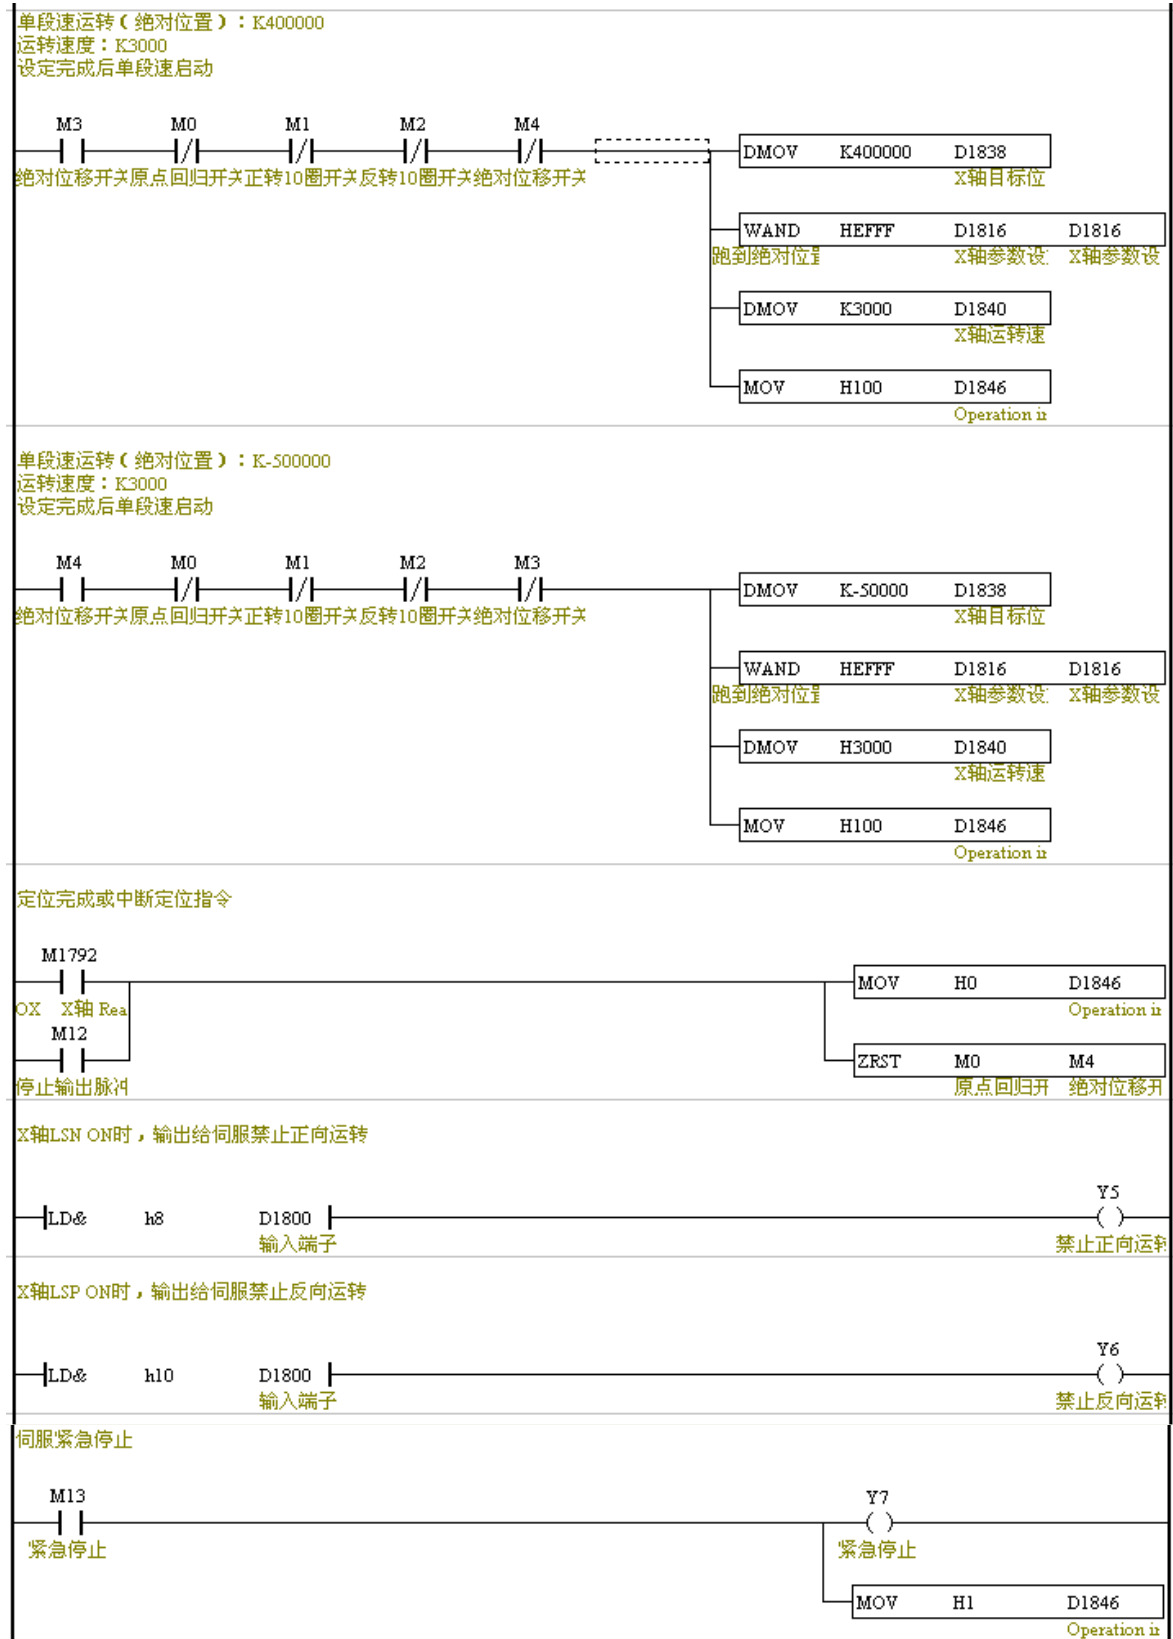 单段速运转(绝对位置):K400000
运转速度:K3000
设定完成后单段速启动
M3 M0 M1 M2 M4
DMOV K400000 D1838
绝对位移开关原点回归开关正转10圈开关反转10圈开关绝对位移开关 X轴目标位
WAND HEFFF D1816 D1816
跑到绝对位置 X轴参数设 X轴参数设
DMOV K3000 D1840
X轴运转速
MOV H100 D1846
Operation in
单段速运转(绝对位置):K-500000
运转速度:K3000
设定完成后单段速启动
M4 M0 M1 M2 M3
DMOV K-50000 D1838
绝对位移开关原点回归开关正转10圈开关反转10圈开关绝对位移开关 X轴目标位
WAND HEFFF D1816 D1816
跑到绝对位置 X轴参数设 X轴参数设
DMOV H3000 D1840
X轴运转速
MOV H100 D1846
Operation in
定位完成或中断定位指令
M1792
MOV H0 D1846
OX X轴 Rea Operation in
M12
ZRST M0 M4
停止输出脉冲 原点回归开 绝对位移开
X轴LSN ON时,输出给伺服禁止正向运转
Y5
LD& h8 D1800
输入端子 禁止正向运转
X轴LSP ON时,输出给伺服禁止反向运转
Y6
LD& h10 D1800
输入端子 禁止反向运转
伺服紧急停止
M13 Y7
紧急停止 紧急停止
MOV H1 D1846
Operation in